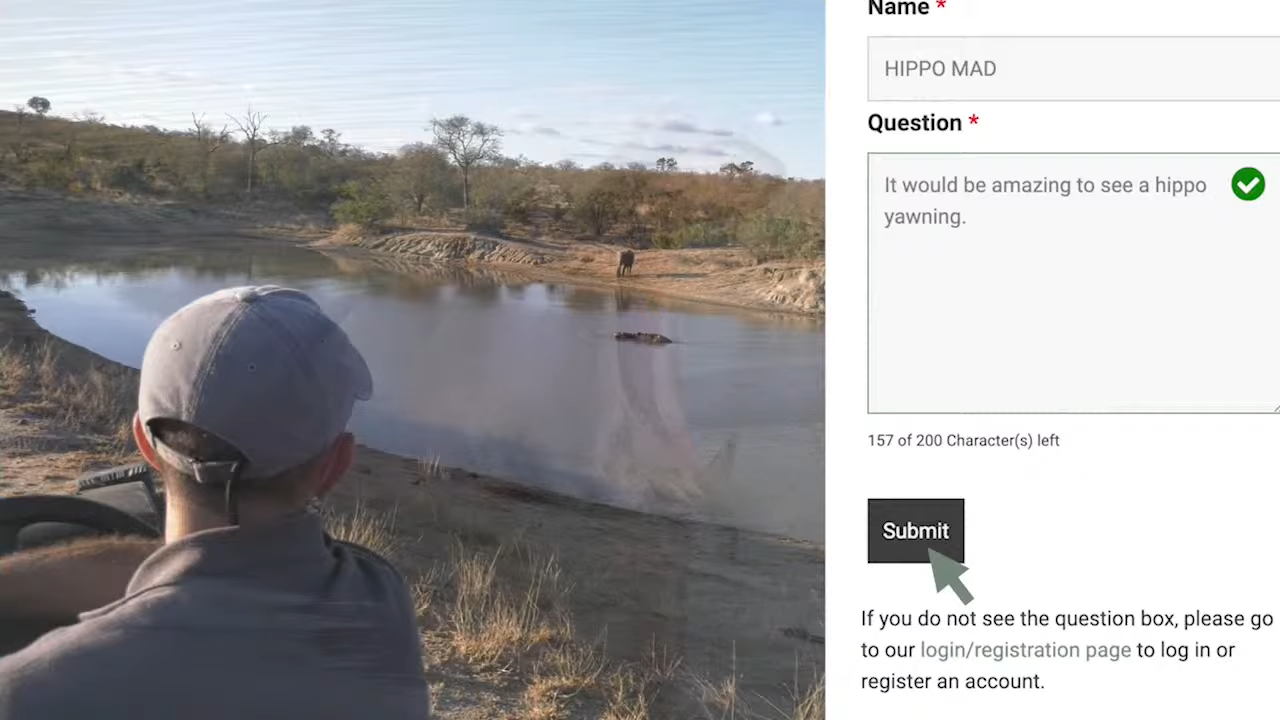 Name *
HIPPO MAD
Question *
It would be amazing to see a hippo
yawning.
157 of 200 Character(s) left
Submit
If you do not see the question box, please go
to our login/registration page to log in or
register an account.